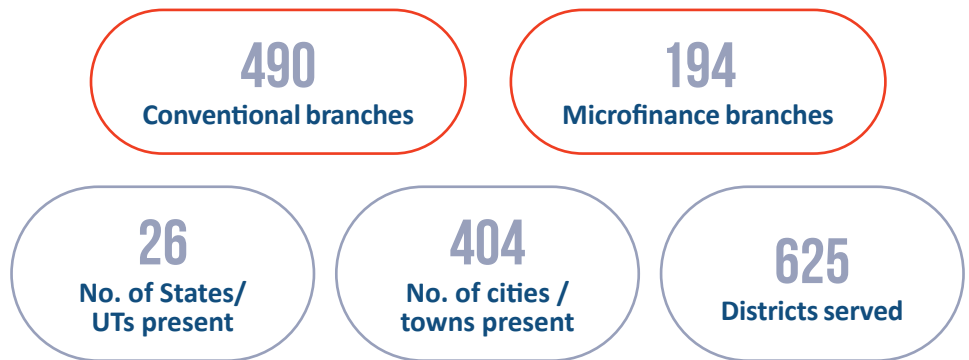 490
Conventional branches
194
Microfinance branches
26
No. of States/
UTs present
404
No. of cities /
towns present
625
Districts served